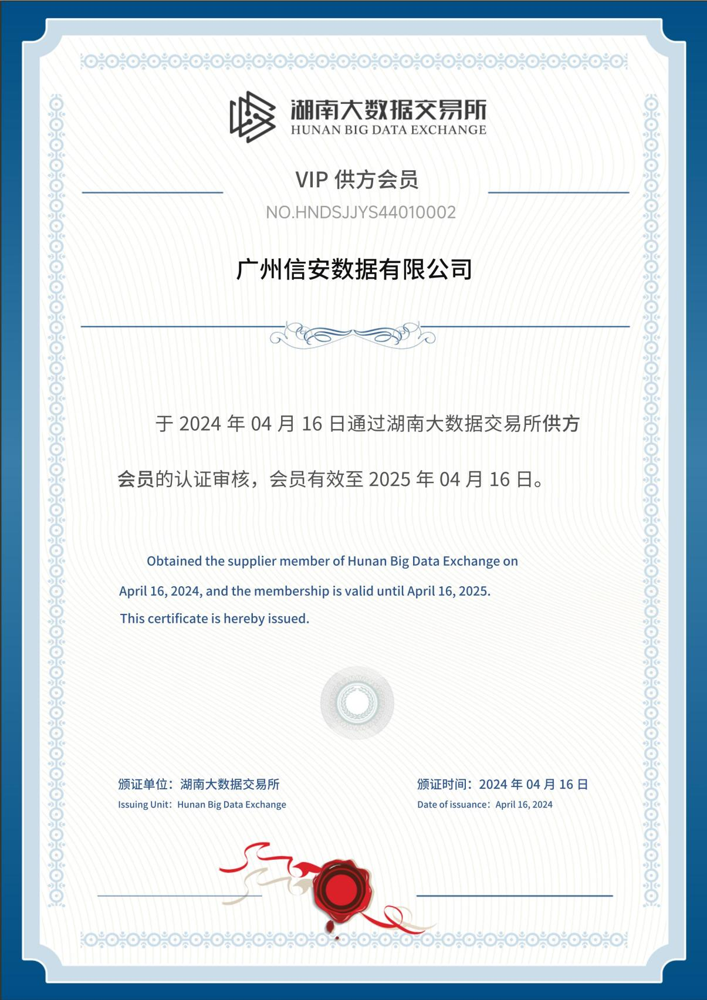 湖南大数据交易所
HUNAN BIG DATA EXCHANGE
VIP 供方会员
NO.HNDSJJYS44010002
广州信安数据有限公司
于 2024 年 04 月 16 日通过湖南大数据交易所供方
会员的认证审核，会员有效至 2025 年 04 月 16 日。
Obtained the supplier member of Hunan Big Data Exchange on
April 16, 2024, and the membership is valid until April 16, 2025.
This certificate is hereby issued.
颁证单位：湖南大数据交易所
Issuing Unit：Hunan Big Data Exchange
颁证时间：2024 年 04 月 16 日
Date of issuance：April 16, 2024